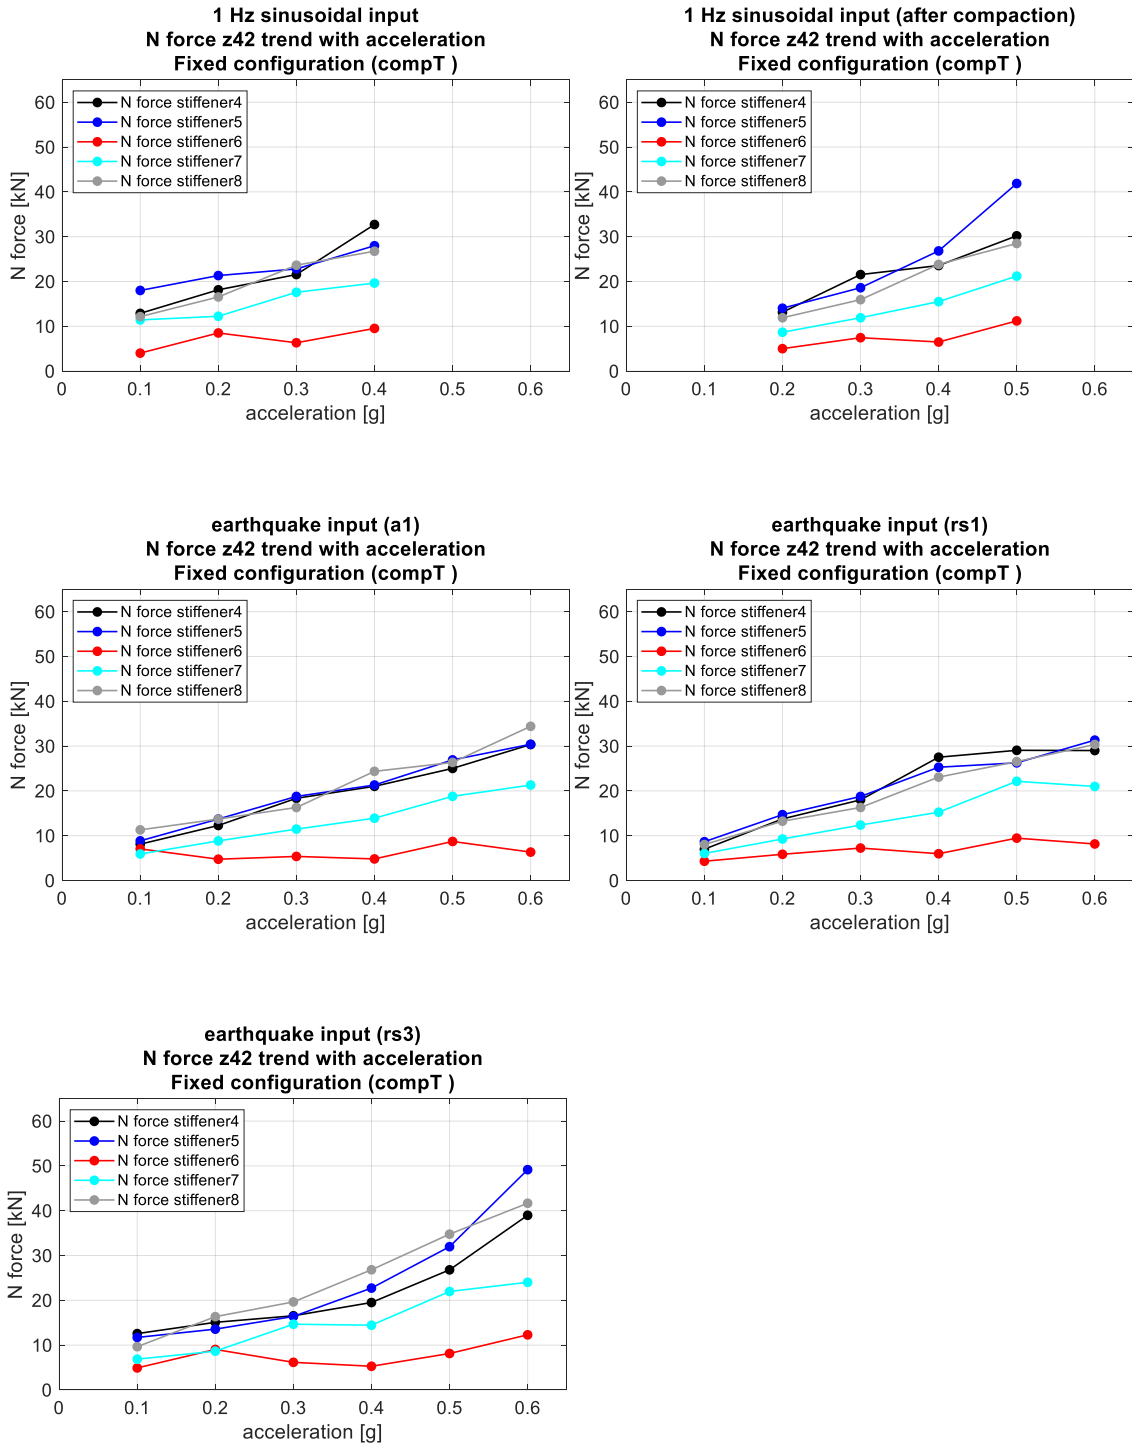 1 Hz sinusoidal input
N force z42 trend with acceleration
Fixed configuration (compT )
60
50
40
30
20
10
0
N force [kN]
N force stiffener4
N force stiffener5
N force stiffener6
N force stiffener7
N force stiffener8
0 0.1 0.2 0.3 0.4 0.5 0.6
acceleration [g]
1 Hz sinusoidal input (after compaction)
N force z42 trend with acceleration
Fixed configuration (compT )
60
50
40
30
20
10
0
N force [kN]
N force stiffener4
N force stiffener5
N force stiffener6
N force stiffener7
N force stiffener8
0 0.1 0.2 0.3 0.4 0.5 0.6
acceleration [g]
earthquake input (a1)
N force z42 trend with acceleration
Fixed configuration (compT )
60
50
40
30
20
10
0
N force [kN]
N force stiffener4
N force stiffener5
N force stiffener6
N force stiffener7
N force stiffener8
0 0.1 0.2 0.3 0.4 0.5 0.6
acceleration [g]
earthquake input (rs1)
N force z42 trend with acceleration
Fixed configuration (compT )
60
50
40
30
20
10
0
N force [kN]
N force stiffener4
N force stiffener5
N force stiffener6
N force stiffener7
N force stiffener8
0 0.1 0.2 0.3 0.4 0.5 0.6
acceleration [g]
earthquake input (rs3)
N force z42 trend with acceleration
Fixed configuration (compT )
60
50
40
30
20
10
0
N force [kN]
N force stiffener4
N force stiffener5
N force stiffener6
N force stiffener7
N force stiffener8
0 0.1 0.2 0.3 0.4 0.5 0.6
acceleration [g]